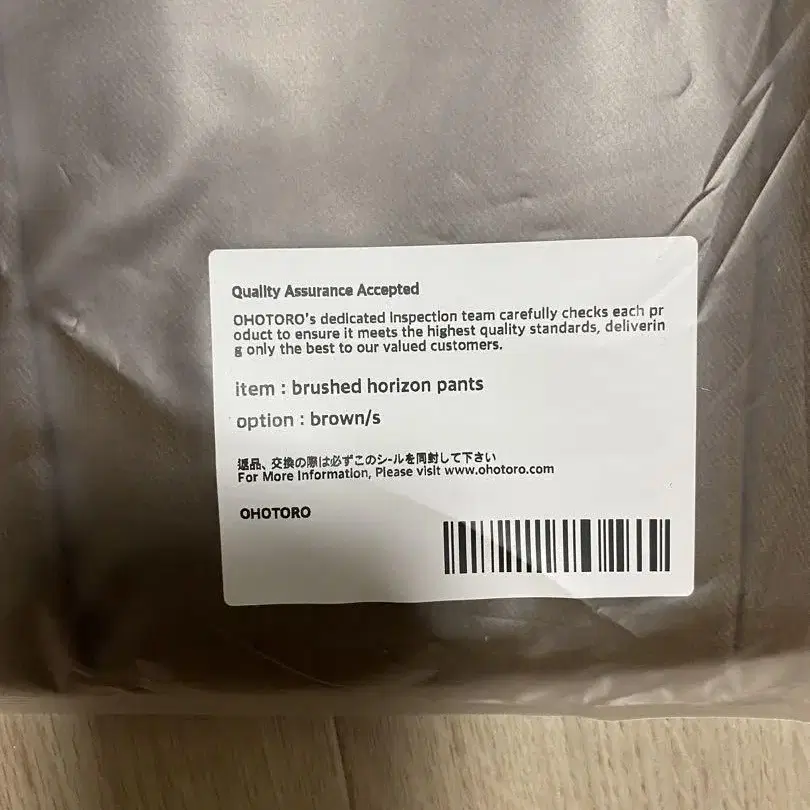 Quality Assurance Accepted
OHOTORO's dedicated inspection team carefully checks each pr
oduct to ensure it meets the highest quality standards, deliverin
g only the best to our valued customers.
item : brushed horizon pants
option : brown/s
返品、交換の際は必ずこのシールを同封して下さい
For More Information, Please visit www.ohotoro.com
OHOTORO